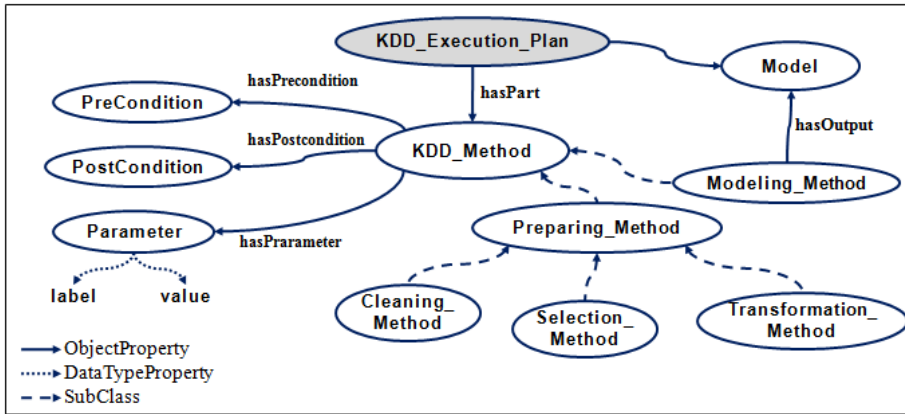 KDD_Execution_Plan
Model
hasPrecondition
PreCondition
hasPart
hasOutput
hasPostcondition
KDD_Method
PostCondition
Modeling_Method
Parameter
hasPrarameter
Preparing_Method
label
value
Cleaning_
Method
Selection_
Method
Transformation_
Method
ObjectProperty
DataTypeProperty
SubClass